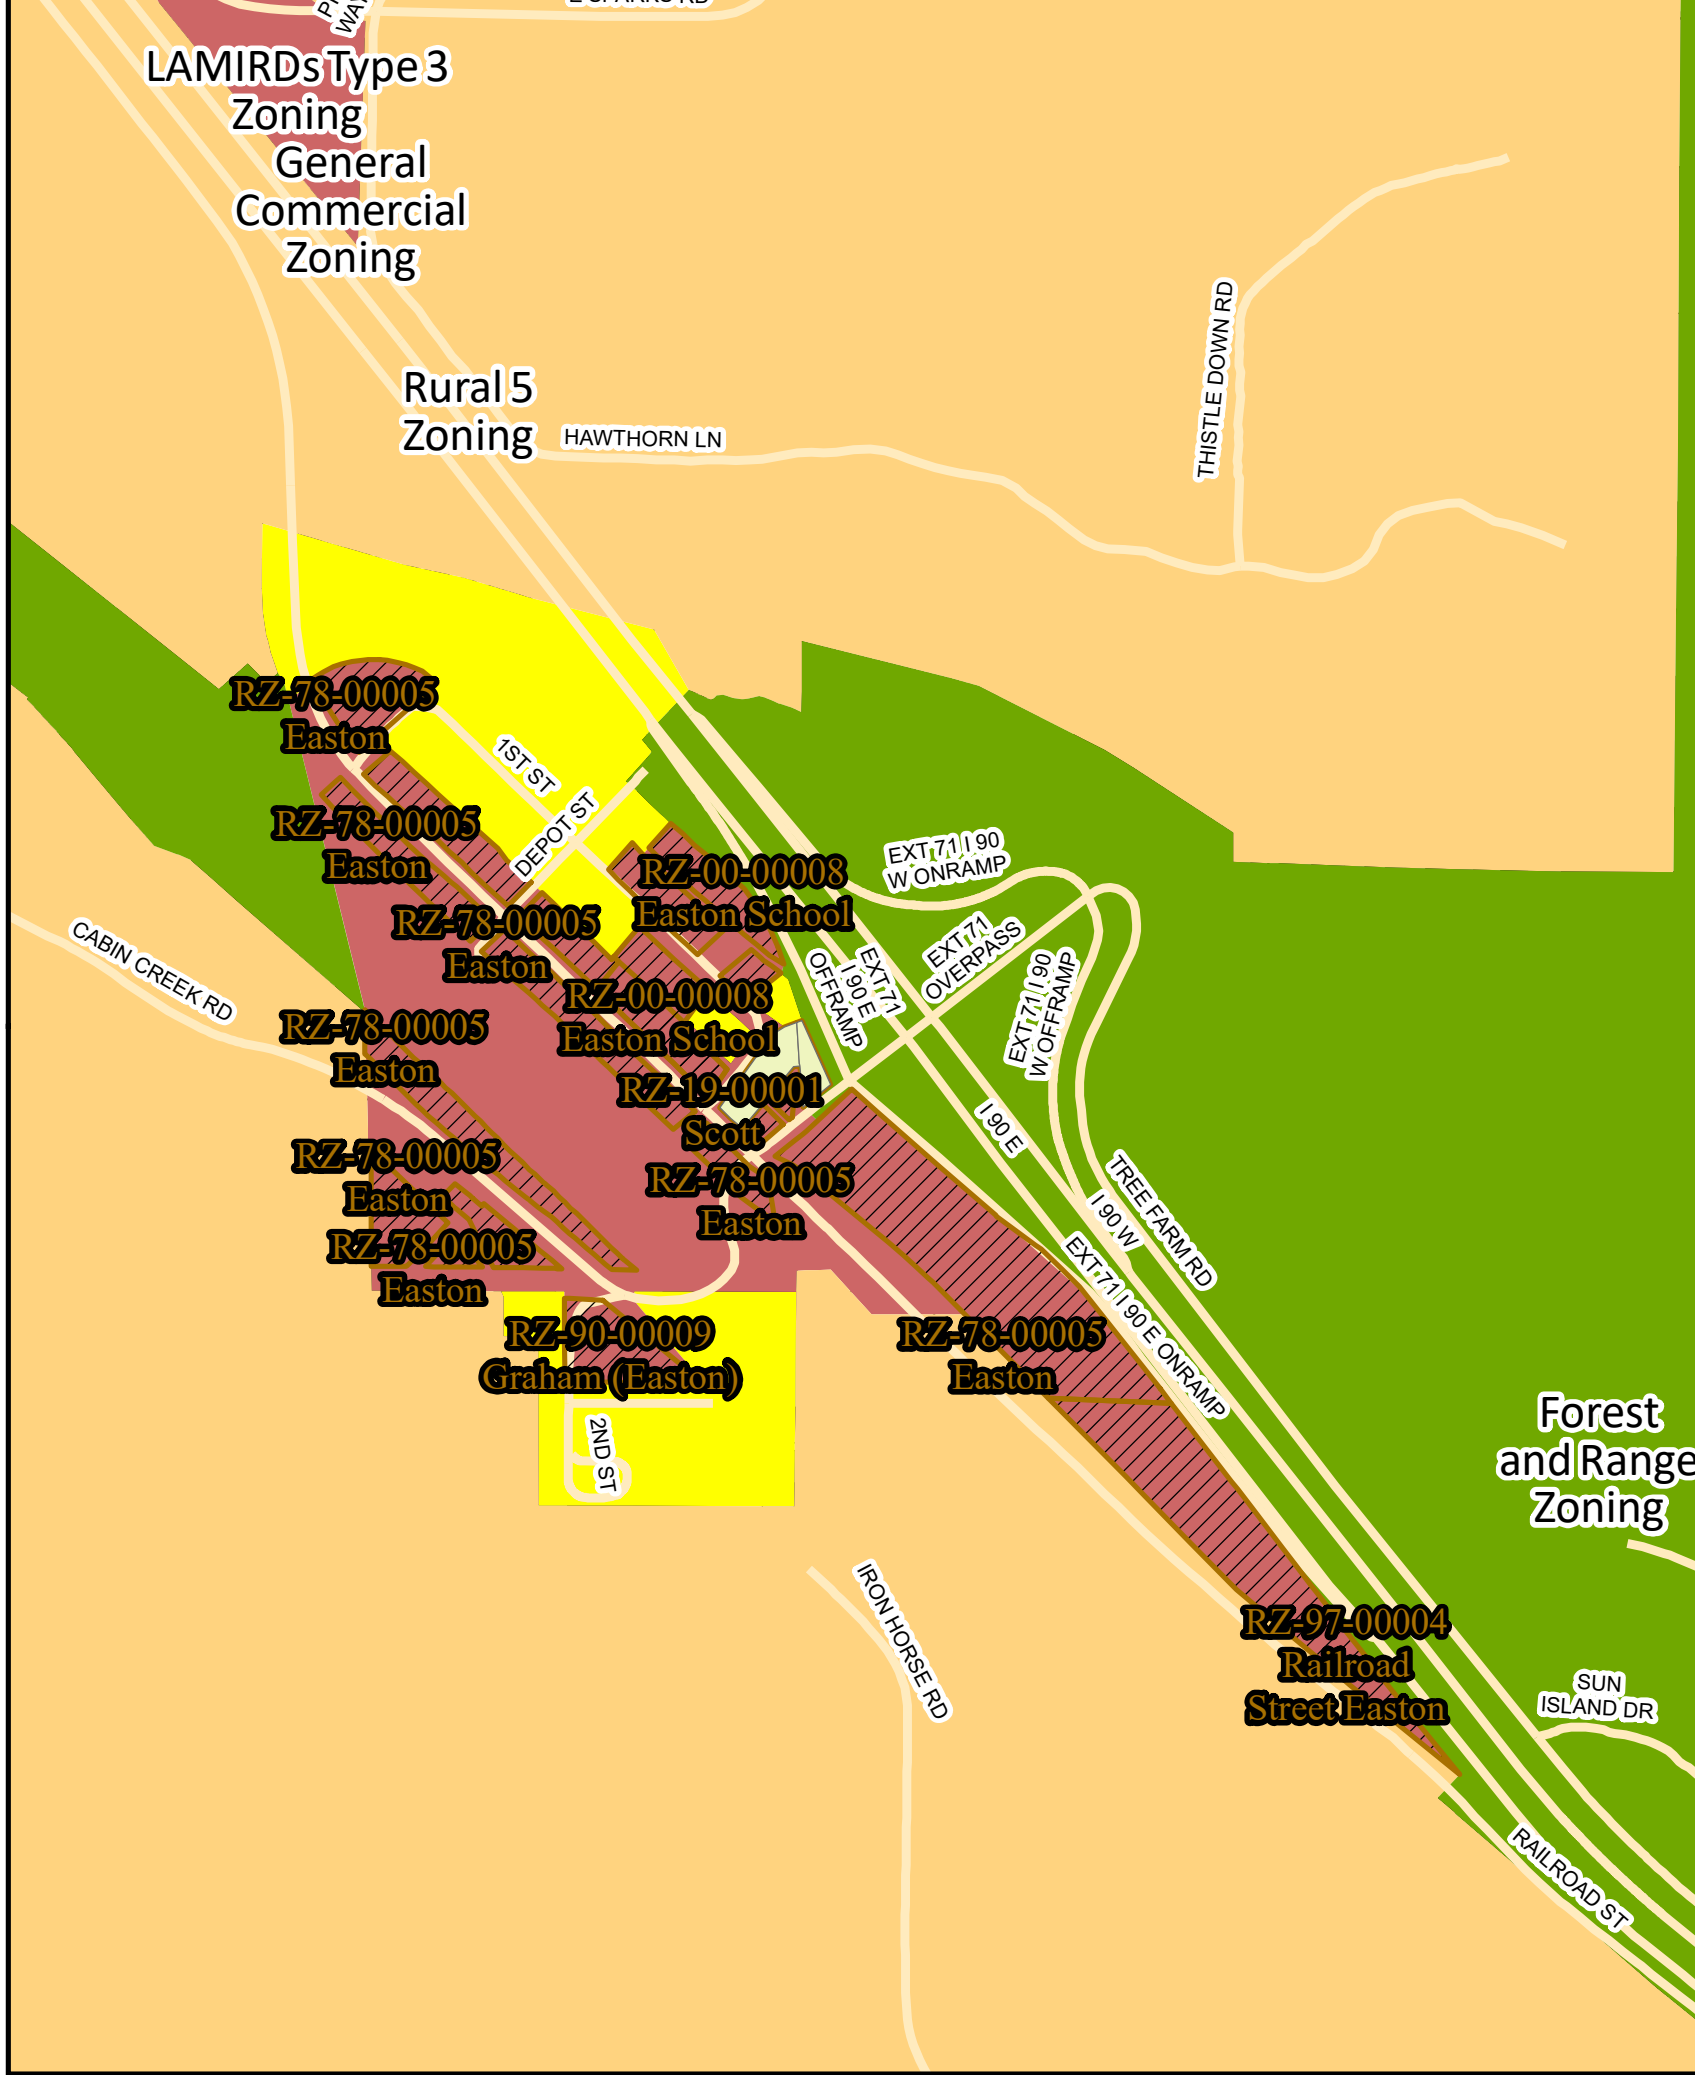 E SPARKS RD
WAY
LAMIRDs Type 3
Zoning
General
Commercial
Zoning
Rural 5
Zoning
HAWTHORN LN
THISTLE DOWN RD
RZ-78-00005
Easton
1ST ST
DEPOT ST
RZ-78-00005
Easton
RZ-00-00008
Easton School
EXT 71 I 90
W ONRAMP
RZ-78-00005
Easton
EXT 71
OVERPASS
CABIN CREEK RD
EXT 71
I 90 E
OFFRAMP
EXT 71 I 90
W OFFRAMP
RZ-00-00008
Easton School
RZ-78-00005
Easton
RZ-19-00001
Scott
I 90 E
RZ-78-00005
Easton
RZ-78-00005
Easton
TREE FARM RD
I 90 W
RZ-78-00005
Easton
EXT 71 I 90 E ONRAMP
RZ-90-00009
Graham (Easton)
RZ-78-00005
Easton
2ND ST
Forest
and Range
Zoning
IRON HORSE RD
RZ-97-00004
Railroad
Street Easton
SUN
ISLAND DR
RAILROAD ST